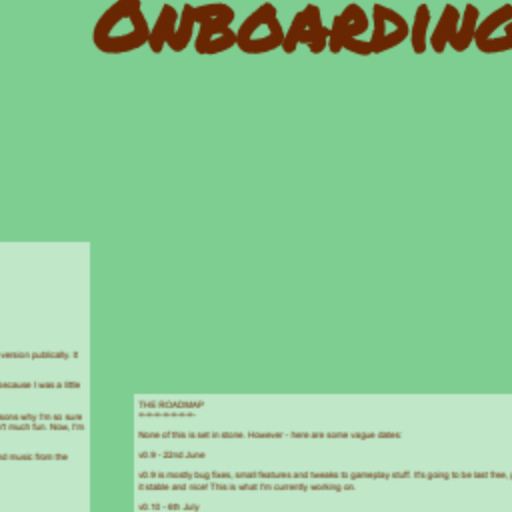 ONBOARDING
version publically. It
because I was a little
sons why I'm so sure
n't much fun. Now, I'm
nd music from the
THE ROADMAP
=-=-=-=-=-=-=-
None of this is set in stone. However - here are some vague dates:
v0.9 - 22nd June
v0.9 is mostly bug fixes, small features and tweaks to gameplay stuff. It's going to be last free,
it stable and nice! This is what I'm currently working on.
v0.10 - 6th July